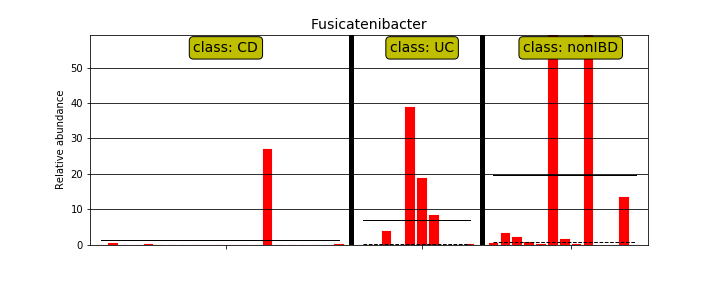 Fusicatenibacter
class: CD
class: UC
class: nonIBD
Relative abundance
50
40
30
20
10
0